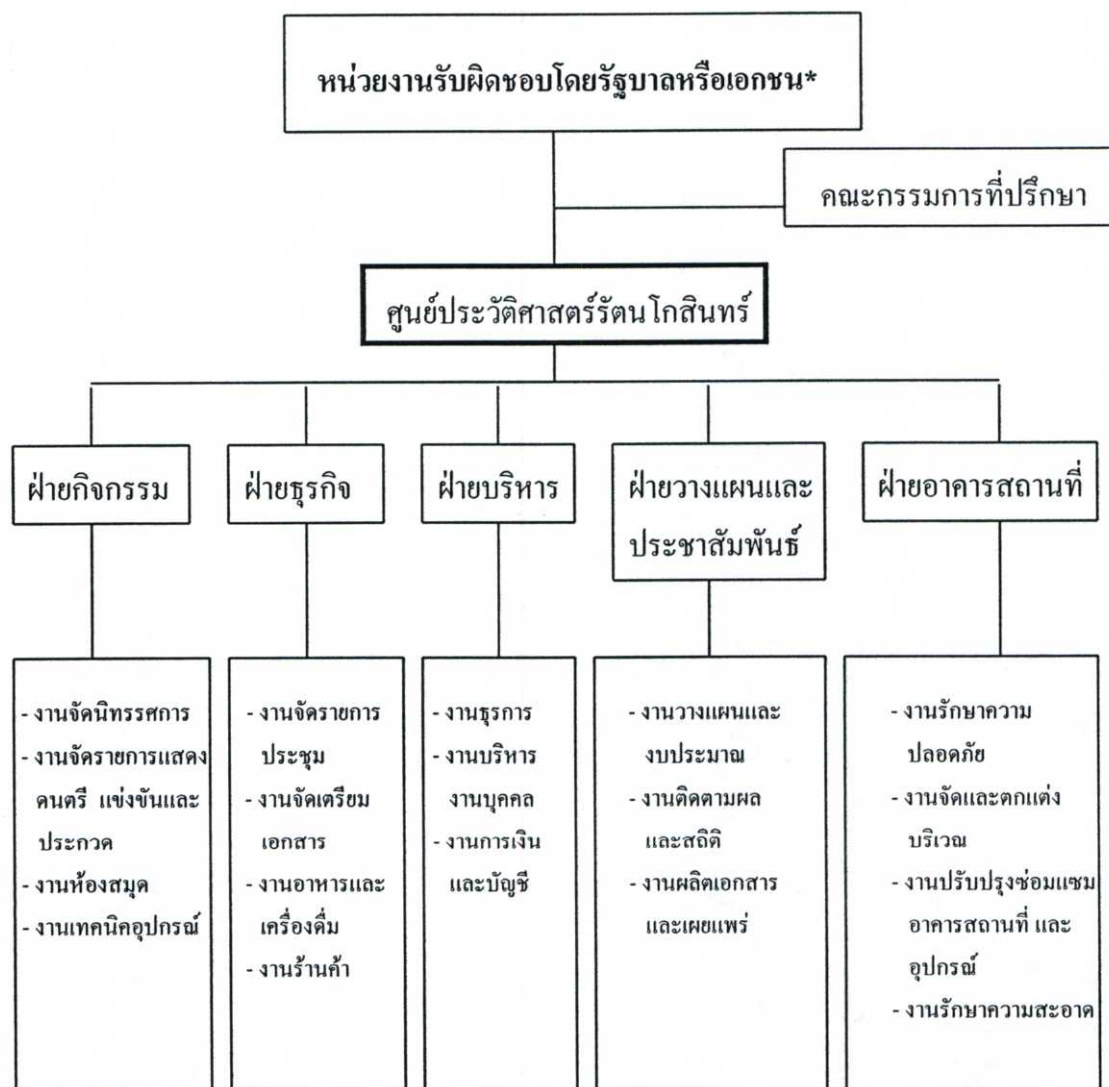 หน่วยงานรับผิดชอบโดยรัฐบาลหรือเอกชน*
คณะกรรมการที่ปรึกษา
ศูนย์ประวัติศาสตร์รัตนโกสินทร์
ฝ่ายกิจกรรม
ฝ่ายธุรกิจ
ฝ่ายบริหาร
ฝ่ายวางแผนและ
ประชาสัมพันธ์
ฝ่ายอาคารสถานที่
- งานจัดนิทรรศการ
- งานจัดรายการแสดง
ดนตรี แข่งขันและ
ประกวด
- งานห้องสมุด
- งานเทคนิคอุปกรณ์
- งานจัดรายการ
ประชุม
- งานจัดเตรียม
เอกสาร
- งานอาหารและ
เครื่องดื่ม
- งานร้านค้า
- งานธุรการ
- งานบริหาร
งานบุคคล
- งานการเงิน
และบัญชี
- งานวางแผนและ
งบประมาณ
- งานติดตามผล
และสถิติ
- งานผลิตเอกสาร
และเผยแพร่
- งานรักษาความ
ปลอดภัย
- งานจัดและตกแต่ง
บริเวณ
- งานปรับปรุงซ่อมแซม
อาคารสถานที่ และ
อุปกรณ์
- งานรักษาความสะอาด